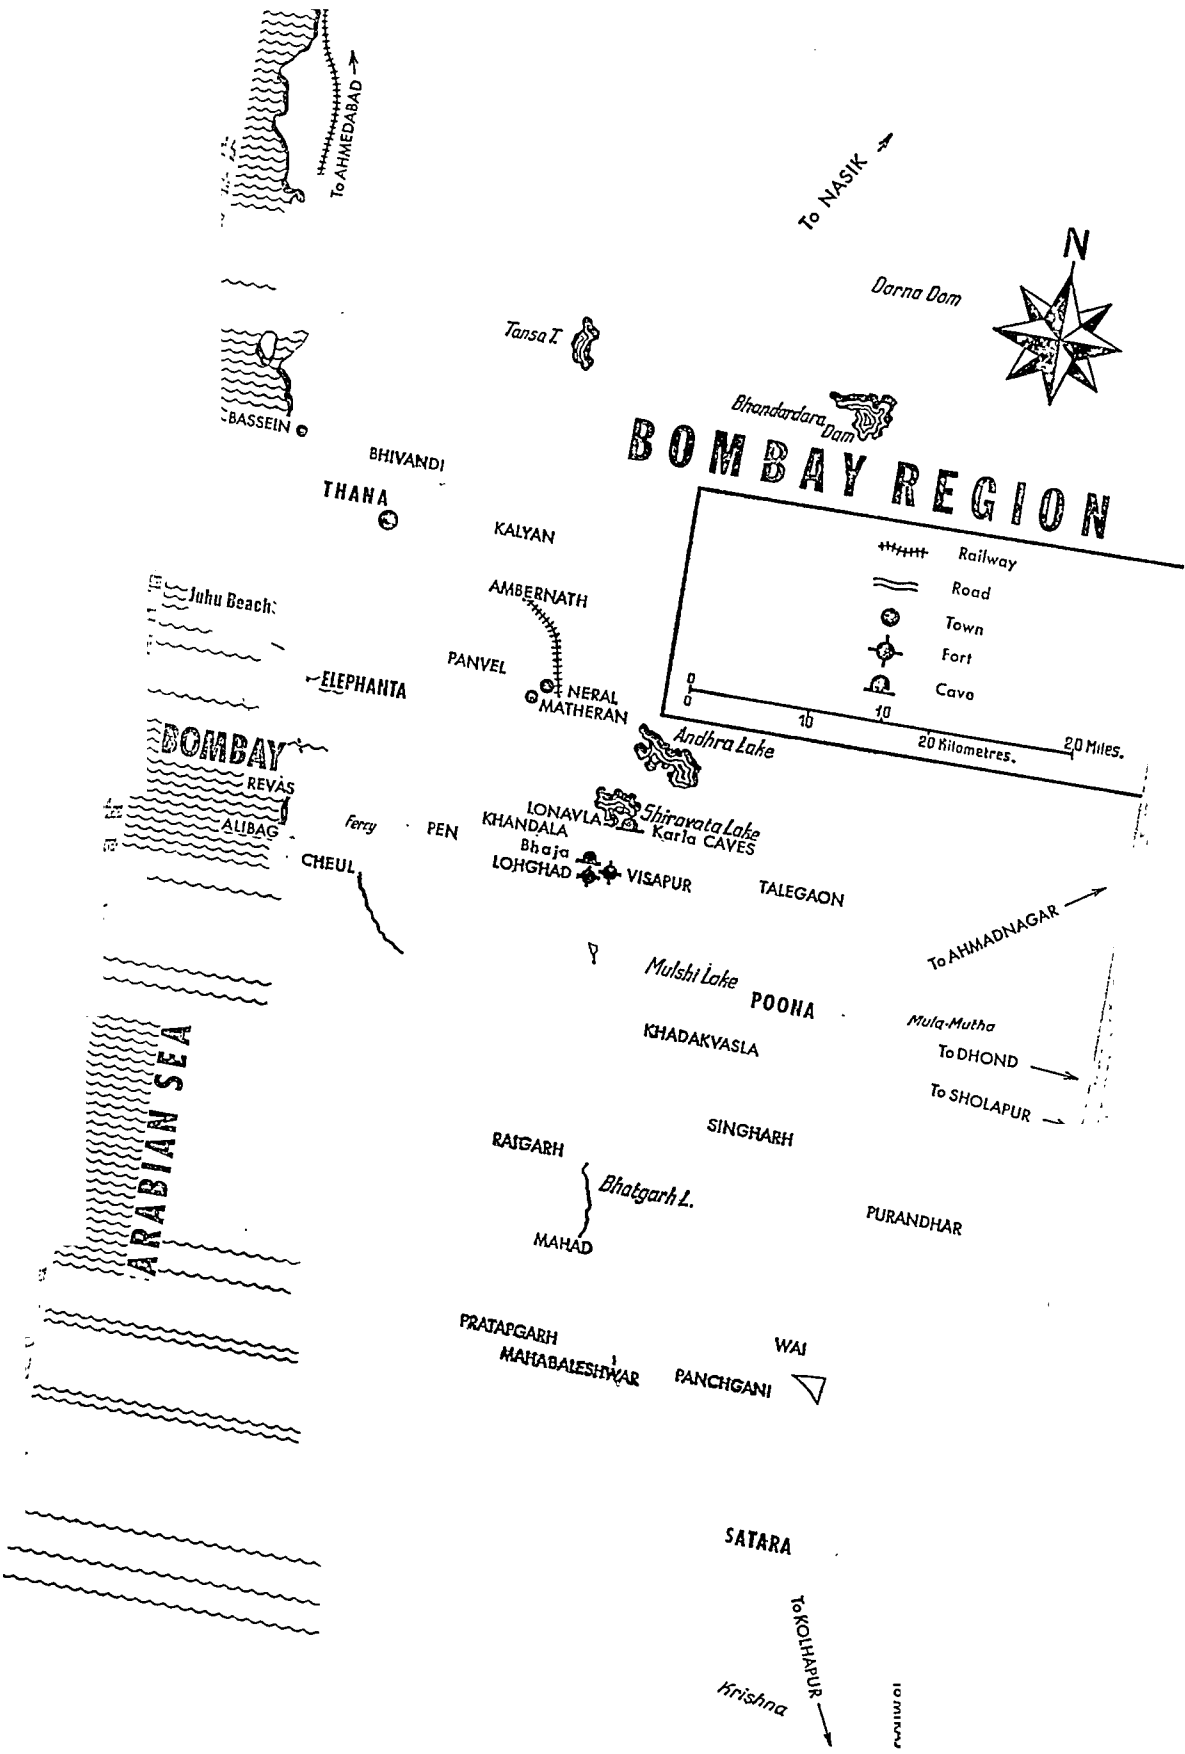 To AHMEDABAD
To NASIK
N
Darna Dam
Tansa T.
Bhandardara
Dam
BOMBAY REGION
BASSEIN
BHIVANDI
THANA
KALYAN
Railway
Road
Town
Fort
Cave
0
0
10
10
20 Kilometres.
20 Miles.
AMBERNATH
Juhu Beach
PANVEL
ELEPHANTA
NERAL
MATHERAN
BOMBAY
Andhra Lake
REVAS
ALIBAG
Ferry
PEN
LONAVLA
KHANDALA
Shiravata Lake
Karla CAVES
Bhaja
LOHGHAD
VISAPUR
CHEUL
TALEGAON
To AHMADNAGAR
Mulshi Lake
POONA
Mula-Mutha
KHADAKVASLA
To DHOND
To SHOLAPUR
ARABIAN SEA
SINGHARH
RAIGARH
Bhatgarh L.
PURANDHAR
MAHAD
PRATAPGARH
MAHABALESHWAR
WAI
PANCHGANI
SATARA
To KOLHAPUR
Krishna